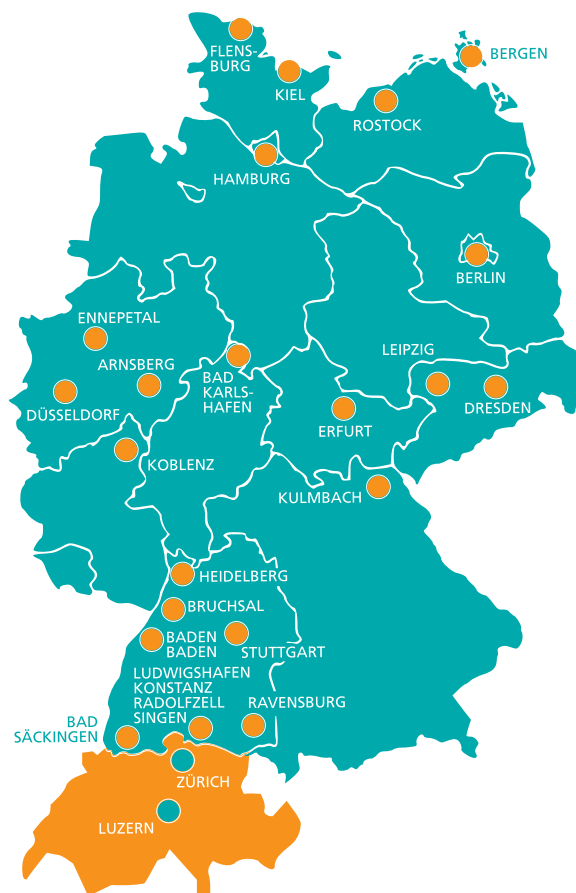 FLENS-
BURG
BERGEN
KIEL
ROSTOCK
HAMBURG
BERLIN
ENNEPETAL
ARNSBERG
BAD
KARLS-
HAFEN
LEIPZIG
DÜSSELDORF
DRESDEN
ERFURT
KOBLENZ
KULMBACH
HEIDELBERG
BRUCHSAL
BADEN
BADEN
STUTTGART
LUDWIGSHAFEN
KONSTANZ
RADOLFZELL
SINGEN
RAVENSBURG
BAD
SÄCKINGEN
ZÜRICH
LUZERN